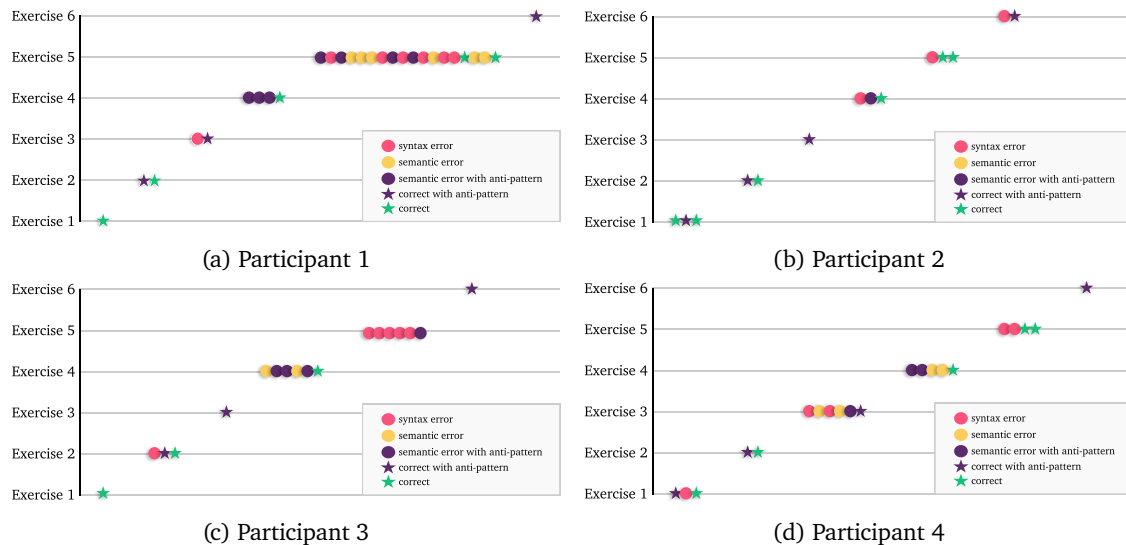 Exercise 6
Exercise 5
Exercise 4
Exercise 3
Exercise 2
Exercise 1
syntax error
semantic error
semantic error with anti-pattern
correct with anti-pattern
correct
(a) Participant 1
Exercise 6
Exercise 5
Exercise 4
Exercise 3
Exercise 2
Exercise 1
syntax error
semantic error
semantic error with anti-pattern
correct with anti-pattern
correct
(b) Participant 2
Exercise 6
Exercise 5
Exercise 4
Exercise 3
Exercise 2
Exercise 1
syntax error
semantic error
semantic error with anti-pattern
correct with anti-pattern
correct
(c) Participant 3
Exercise 6
Exercise 5
Exercise 4
Exercise 3
Exercise 2
Exercise 1
syntax error
semantic error
semantic error with anti-pattern
correct with anti-pattern
correct
(d) Participant 4